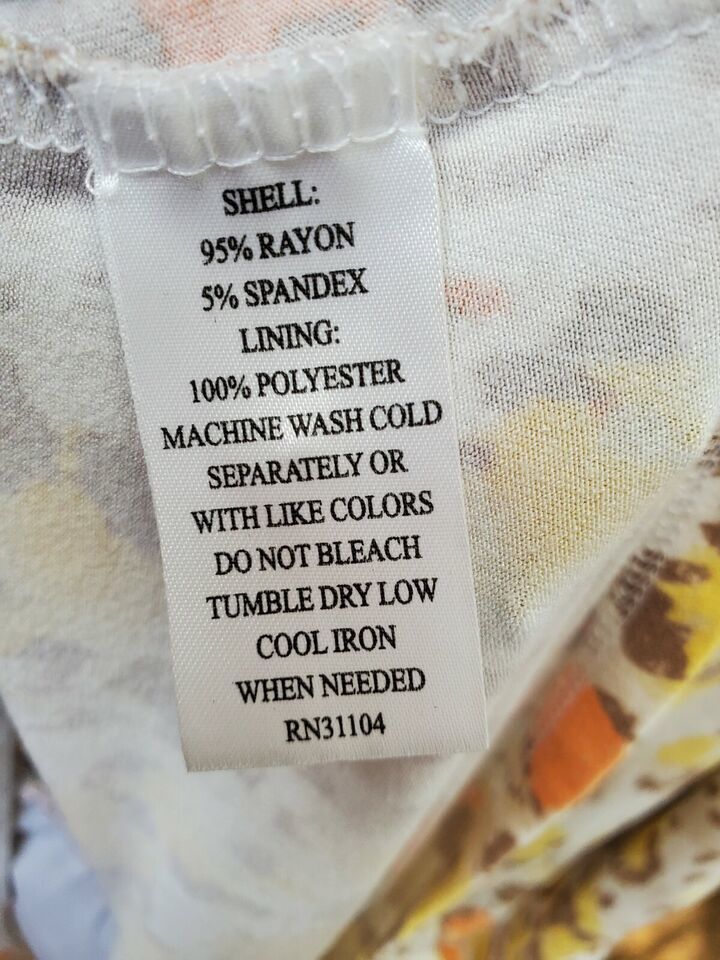 SHELL:
95% RAYON
5% SPANDEX
LINING:
100% POLYESTER
MACHINE WASH COLD
SEPARATELY OR
WITH LIKE COLORS
DO NOT BLEACH
TUMBLE DRY LOW
COOL IRON
WHEN NEEDED
RN31104